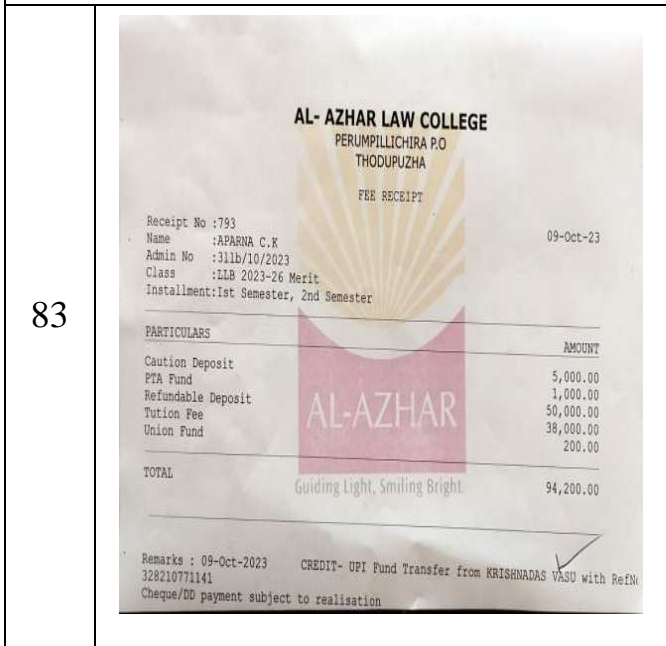 83
AL- AZHAR LAW COLLEGE
PERUMPILLICHIRA P.O
THODUPUZHA
FEE RECEIPT
Receipt No :793
09-Oct-23
Name :APARNA C.K
Admin No :3llb/10/2023
Class :LLB 2023-26 Merit
Installment:Ist Semester, 2nd Semester
PARTICULARS AMOUNT
Caution Deposit 5,000.00
PTA Fund 1,000.00
Refundable Deposit 50,000.00
Tution Fee 38,000.00
Union Fund 200.00
AL-AZHAR
TOTAL 94,200.00
Guiding Light, Smiling Bright.
Remarks : 09-Oct-2023 CREDIT- UPI Fund Transfer from KRISHNADAS VASU with RefNo
328210771141
Cheque/DD payment subject to realisation